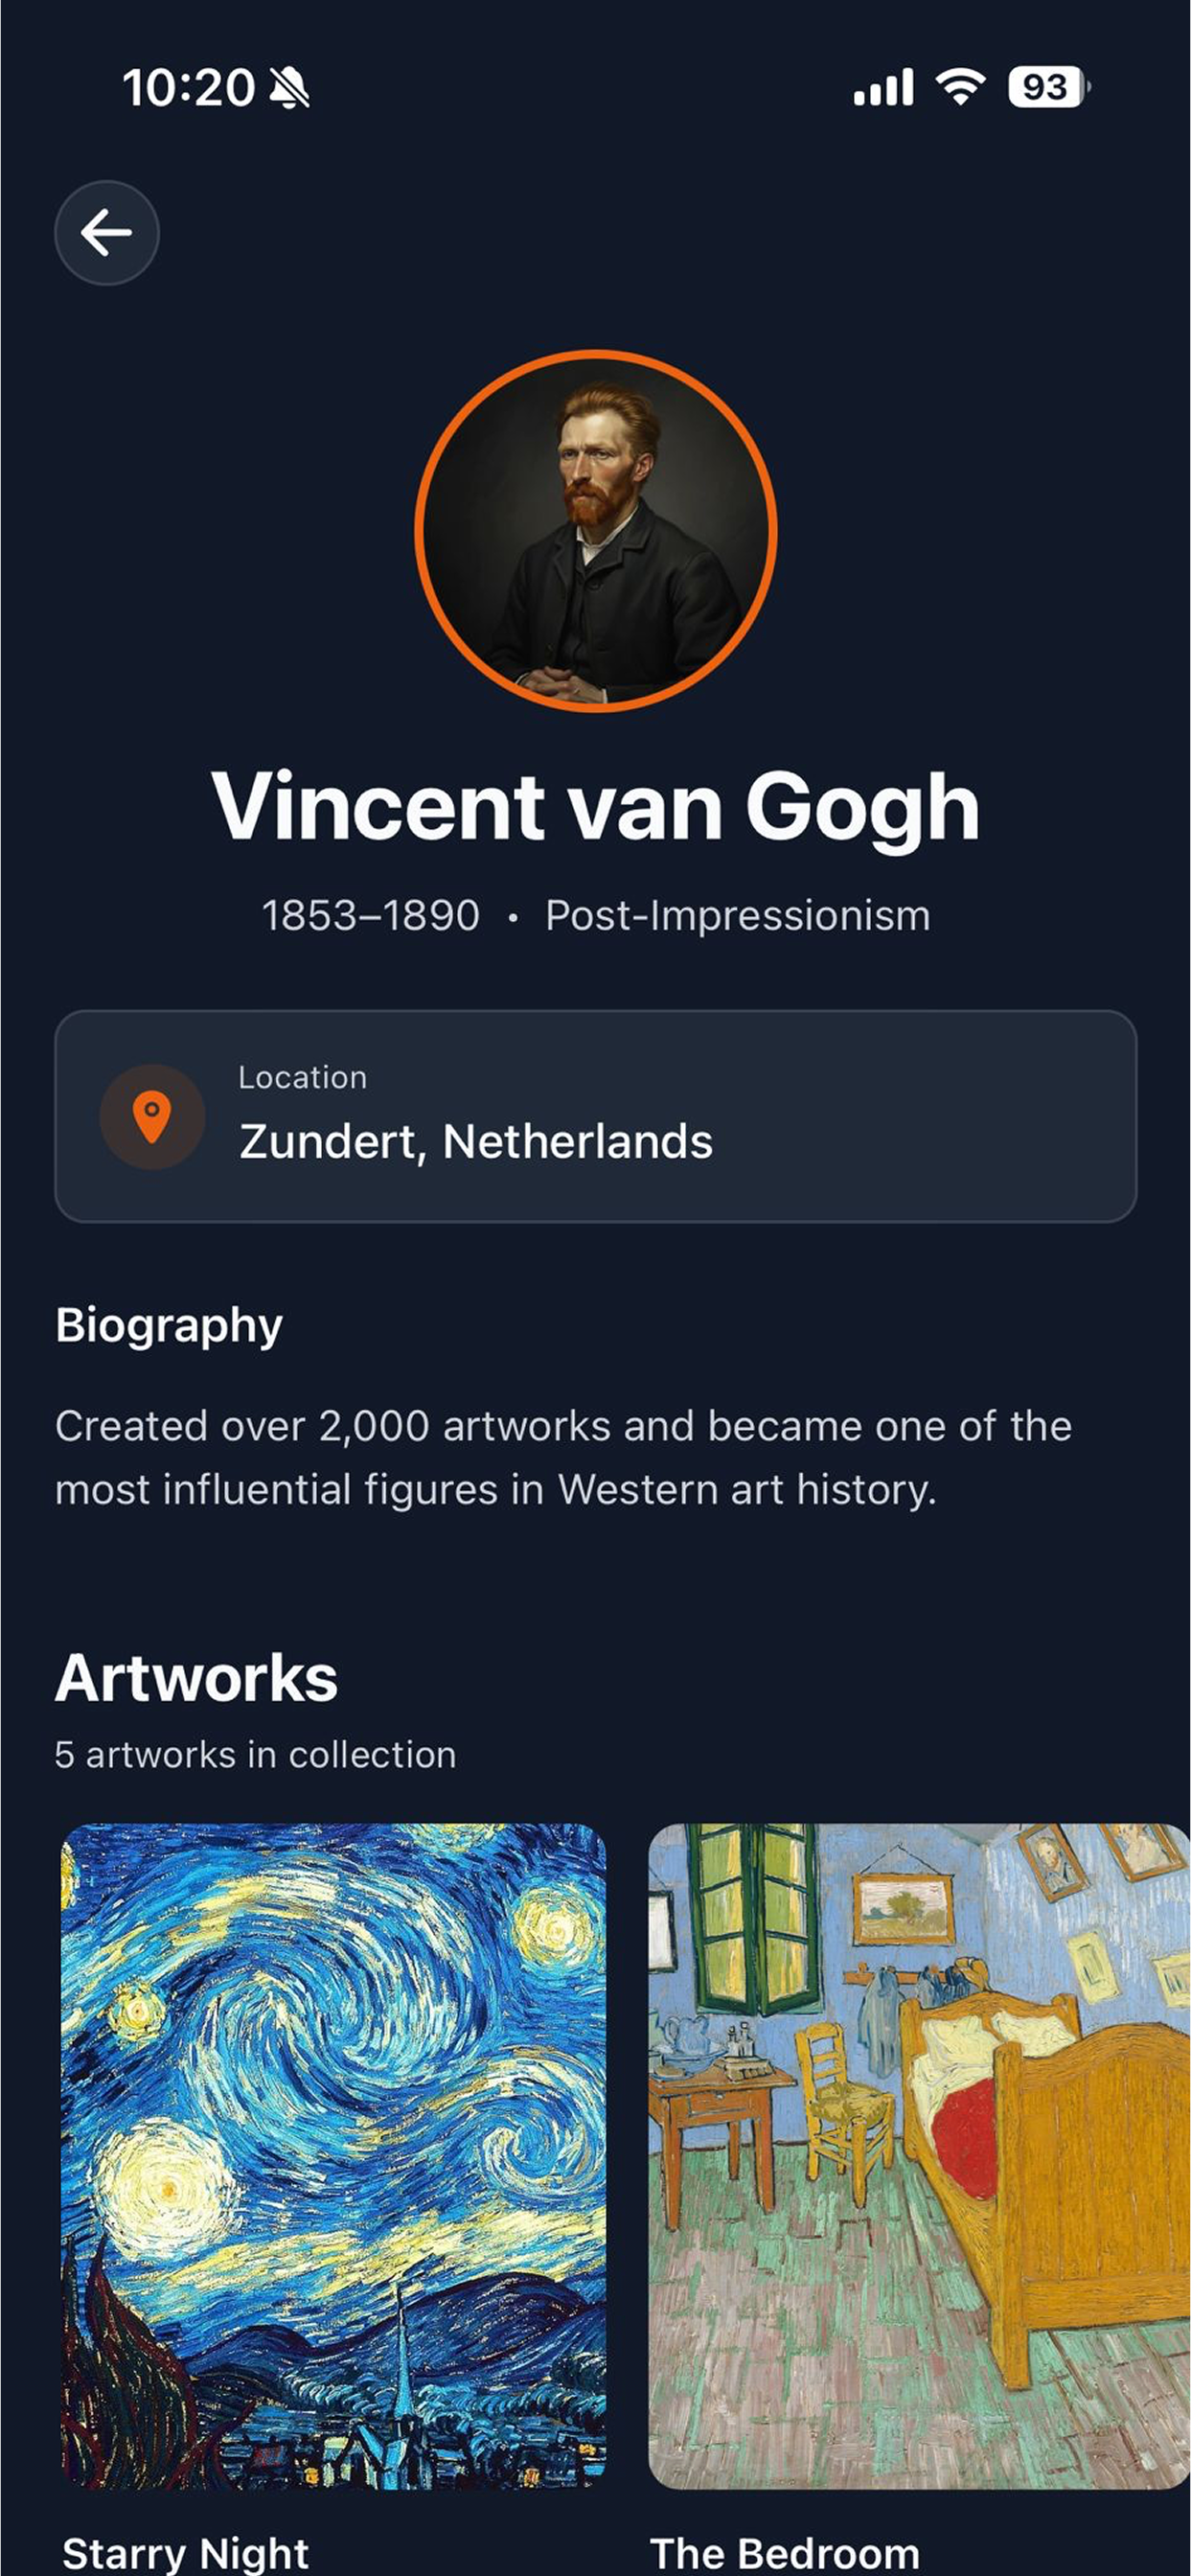 10:20
93
Vincent van Gogh
1853–1890 • Post-Impressionism
Location
Zundert, Netherlands
Biography
Created over 2,000 artworks and became one of the
most influential figures in Western art history.
Artworks
5 artworks in collection
Starry Night
The Bedroom